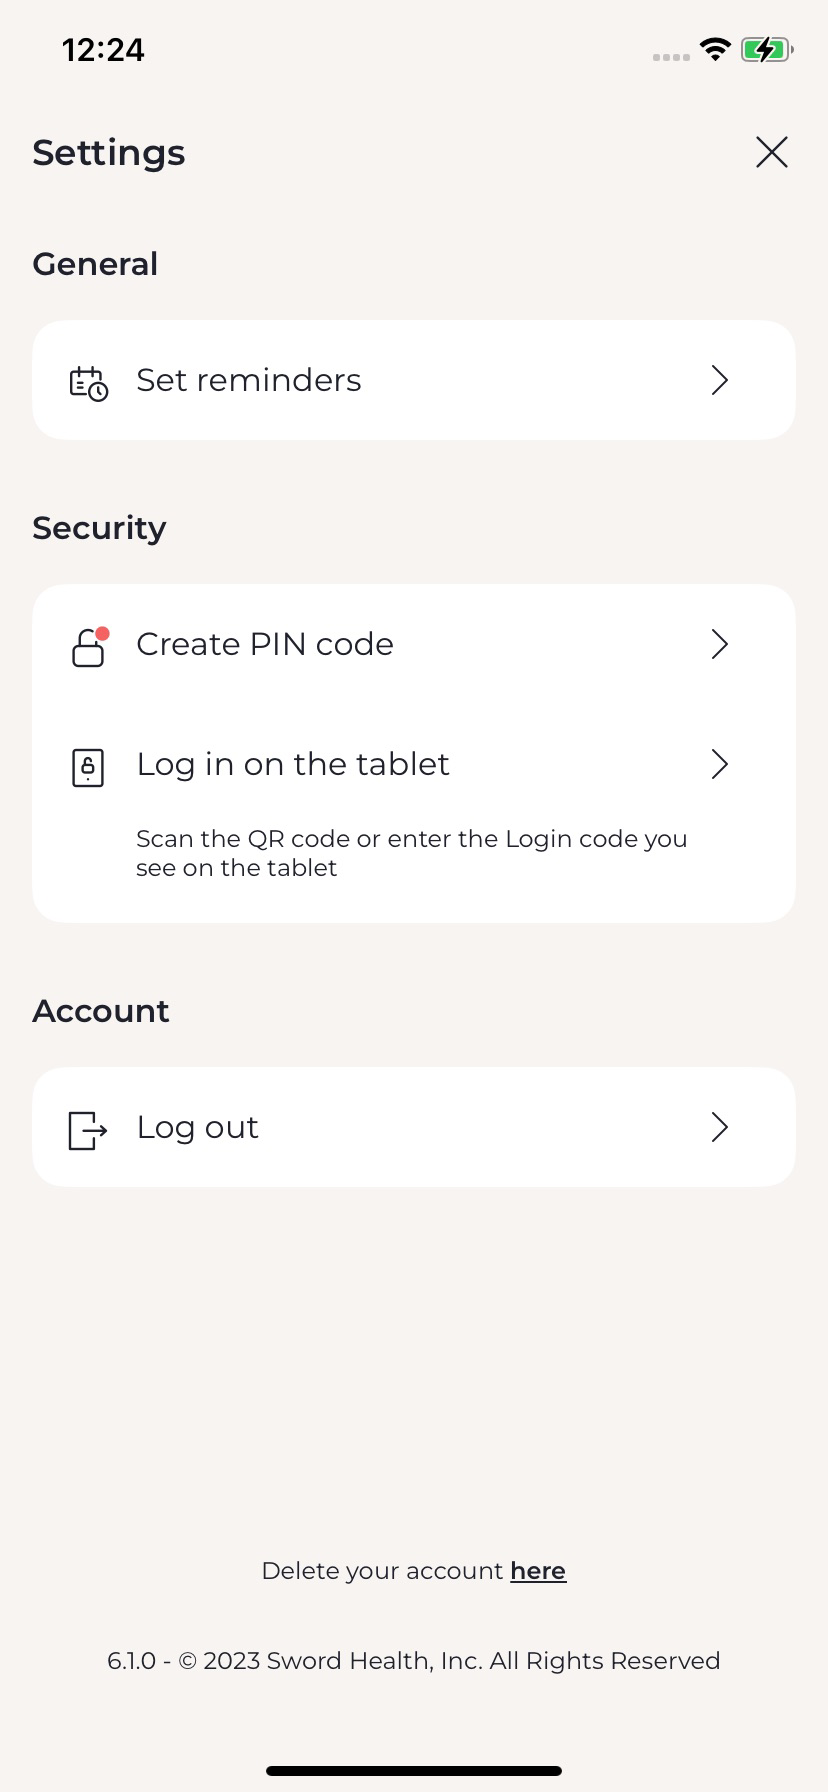 12:24
Settings
General
Set reminders
Security
Create PIN code
Log in on the tablet
Scan the QR code or enter the Login code you
see on the tablet
Account
Log out
Delete your account here
6.1.0 - © 2023 Sword Health, Inc. All Rights Reserved